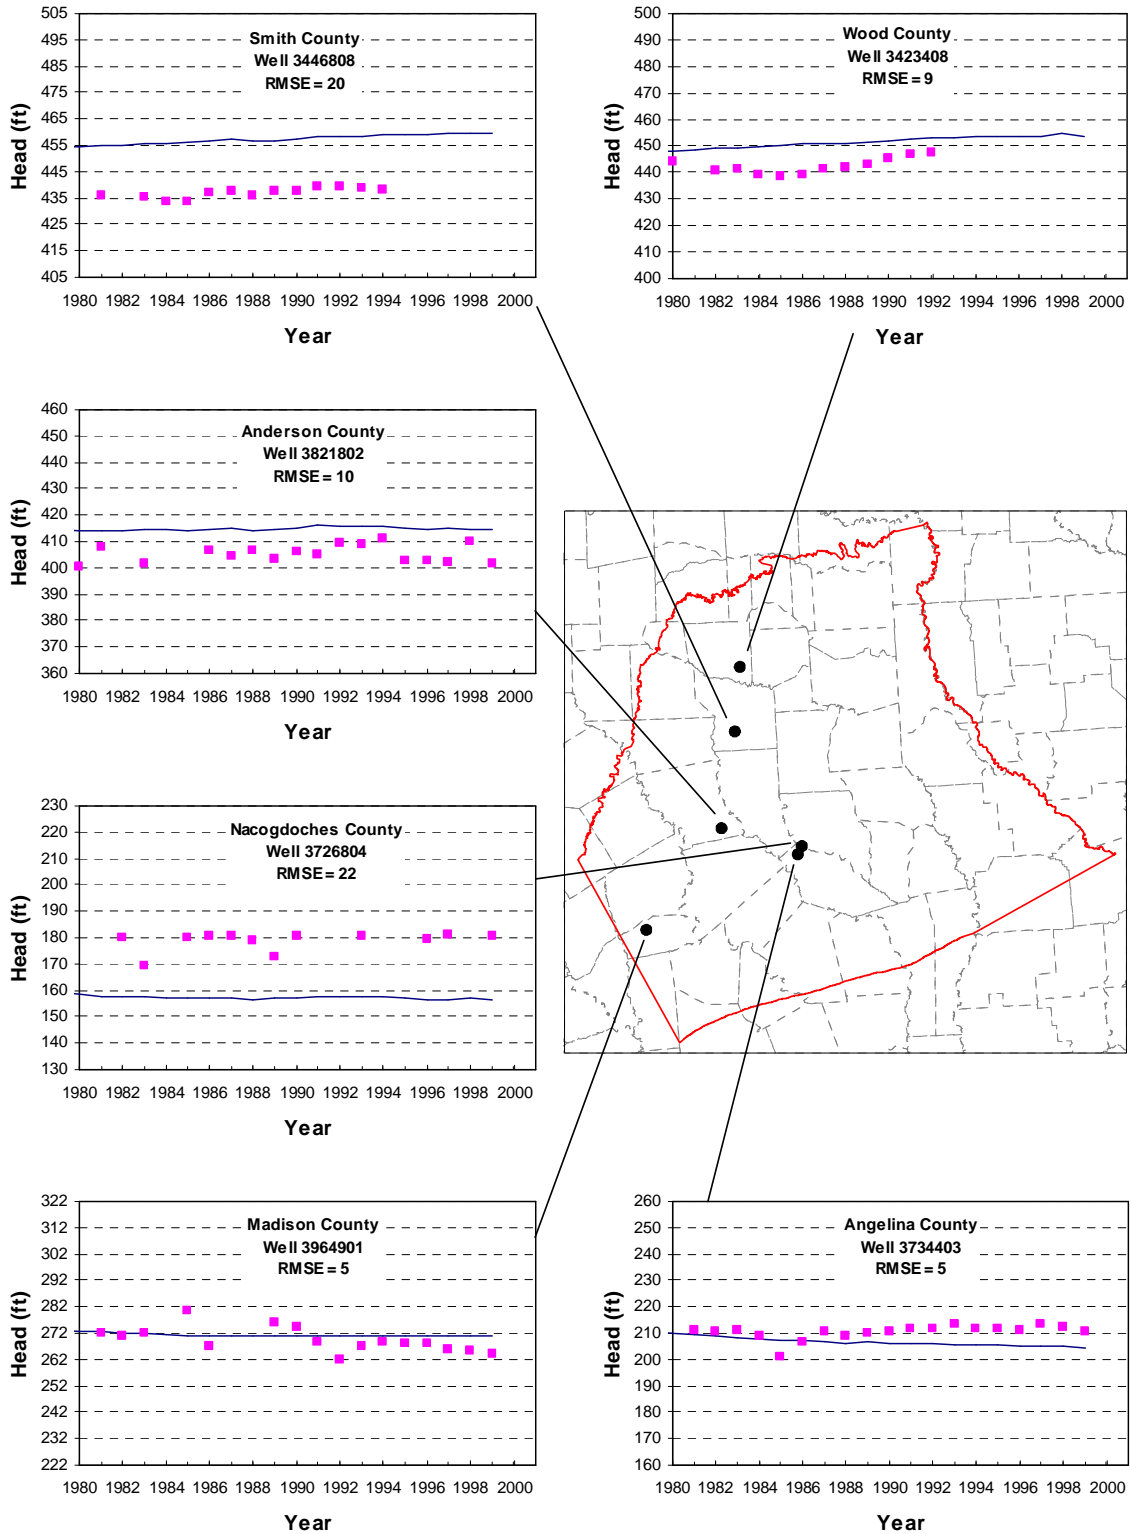 Smith County
Well 3446808
RMSE = 20
Head (ft)
505
495
485
475
465
455
445
435
425
415
405
1980 1982 1984 1986 1988 1990 1992 1994 1996 1998 2000
Year
Wood County
Well 3423408
RMSE = 9
Head (ft)
500
490
480
470
460
450
440
430
420
410
400
1980 1982 1984 1986 1988 1990 1992 1994 1996 1998 2000
Year
Anderson County
Well 3821802
RMSE = 10
Head (ft)
460
450
440
430
420
410
400
390
380
370
360
1980 1982 1984 1986 1988 1990 1992 1994 1996 1998 2000
Year
Nacogdoches County
Well 3726804
RMSE = 22
Head (ft)
230
220
210
200
190
180
170
160
150
140
130
1980 1982 1984 1986 1988 1990 1992 1994 1996 1998 2000
Year
Madison County
Well 3964901
RMSE = 5
Head (ft)
322
312
302
292
282
272
262
252
242
232
222
1980 1982 1984 1986 1988 1990 1992 1994 1996 1998 2000
Year
Angelina County
Well 3734403
RMSE = 5
Head (ft)
260
250
240
230
220
210
200
190
180
170
160
1980 1982 1984 1986 1988 1990 1992 1994 1996 1998 2000
Year